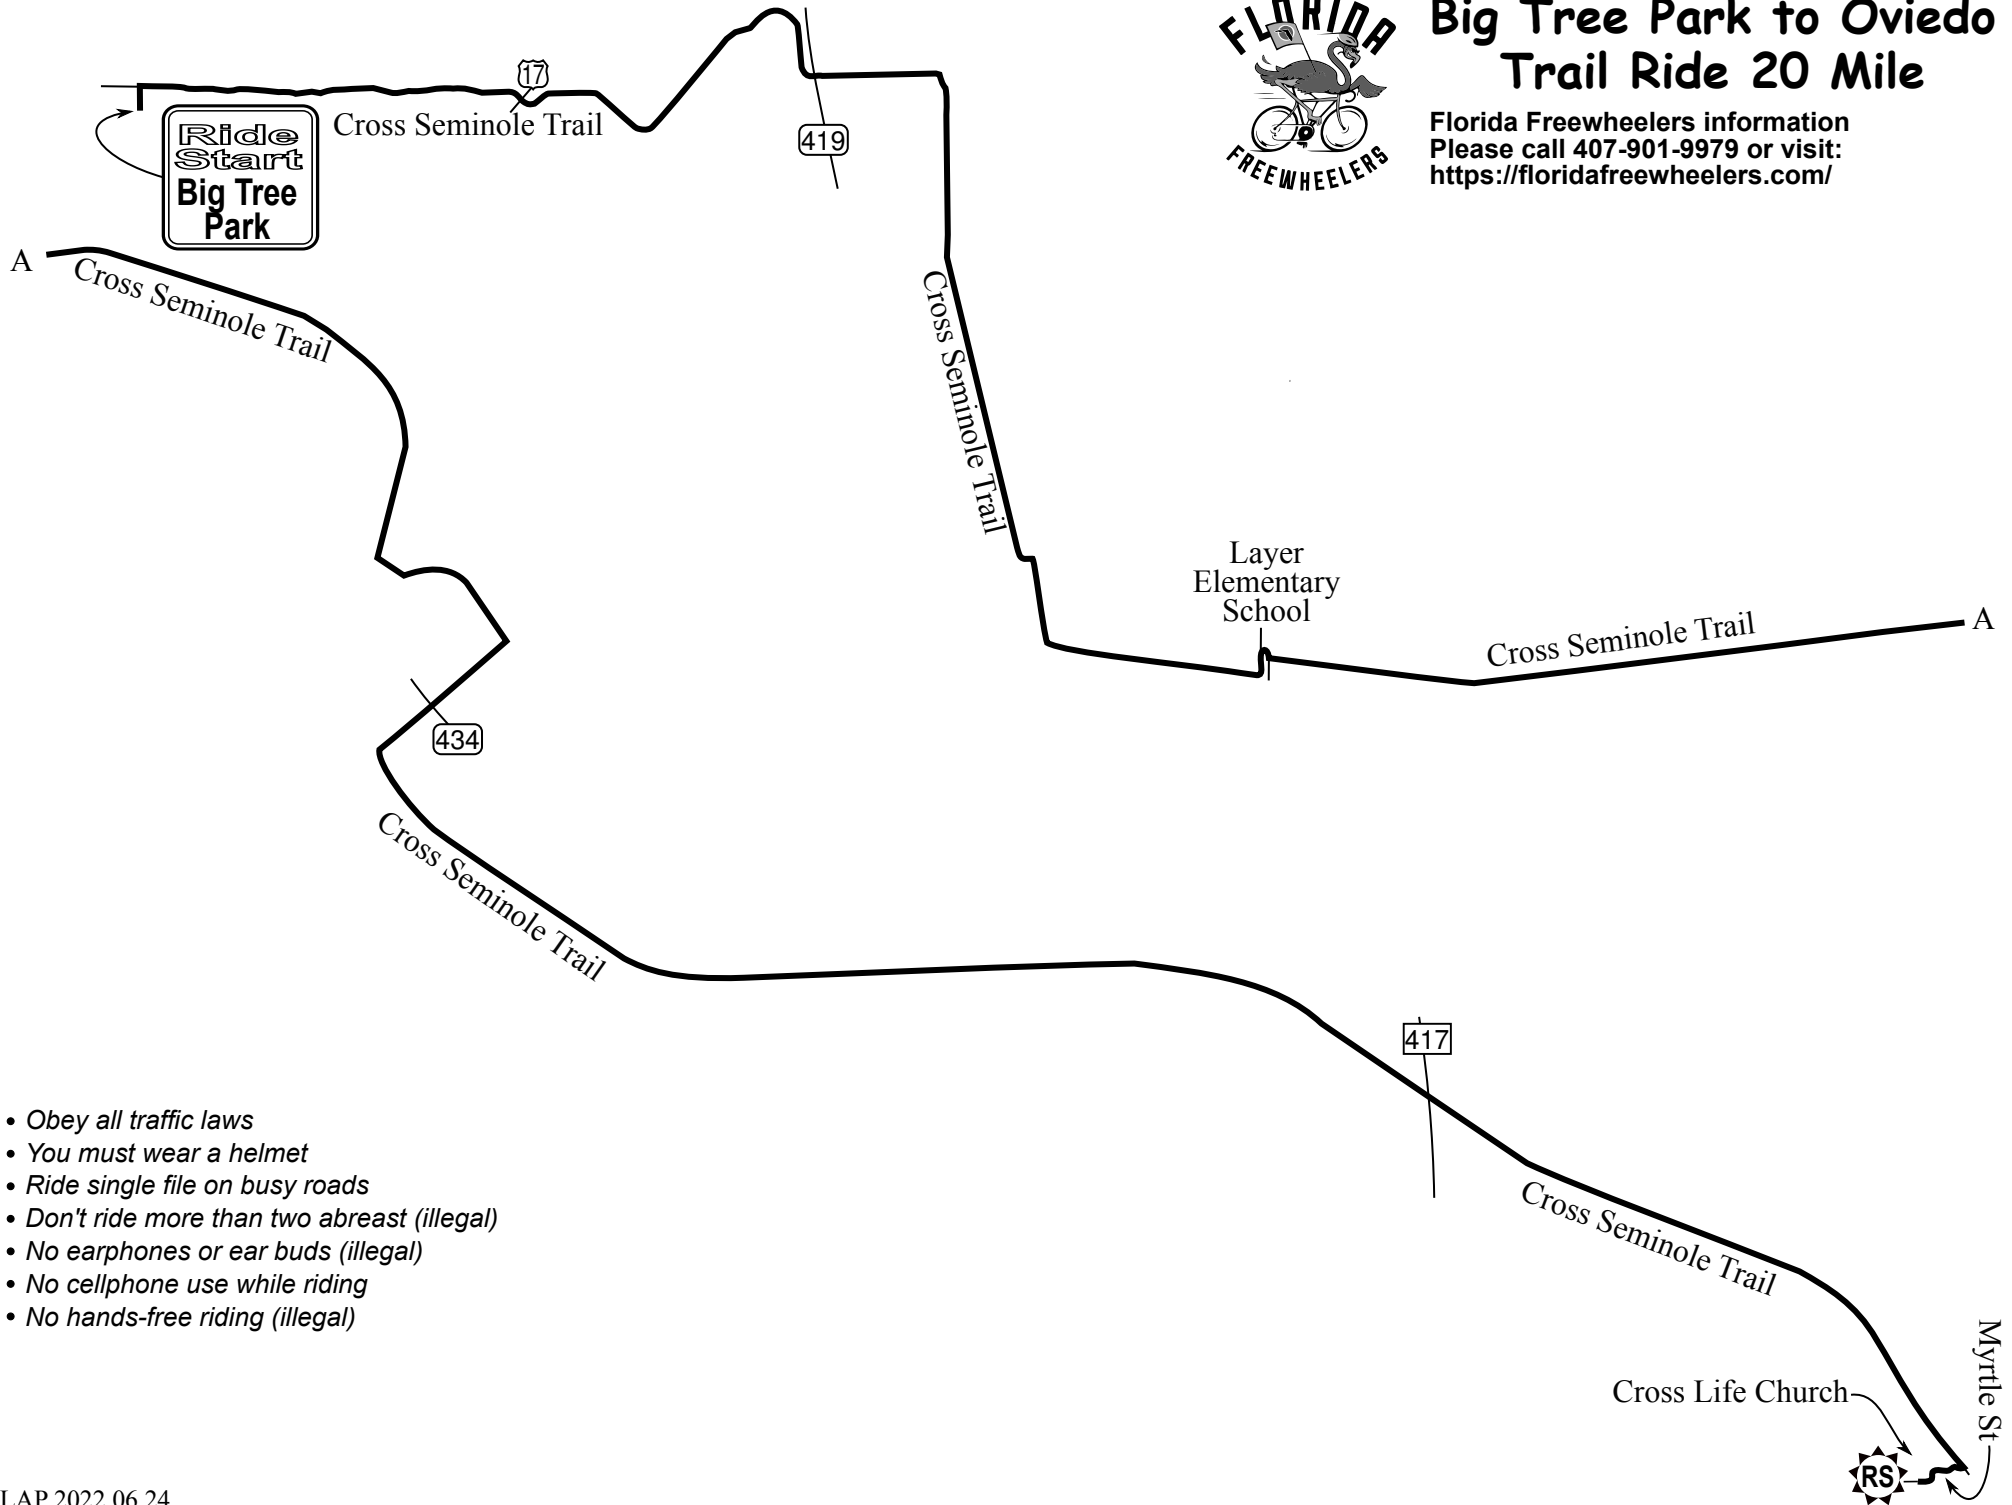 FLORIDA
FREEWHEELERS
Big Tree Park to Oviedo
Trail Ride 20 Mile
Florida Freewheelers information
Please call 407-901-9979 or visit:
https://floridafreewheelers.com/
17
Cross Seminole Trail
419
Ride
Start
Big Tree
Park
A
Cross Seminole Trail
Cross Seminole Trail
Layer
Elementary
School
Cross Seminole Trail
A
434
Cross Seminole Trail
417
Cross Seminole Trail
• Obey all traffic laws
• You must wear a helmet
• Ride single file on busy roads
• Don't ride more than two abreast (illegal)
• No earphones or ear buds (illegal)
• No cellphone use while riding
• No hands-free riding (illegal)
Myrtle St
Cross Life Church
RS
LAP 2022.06.24